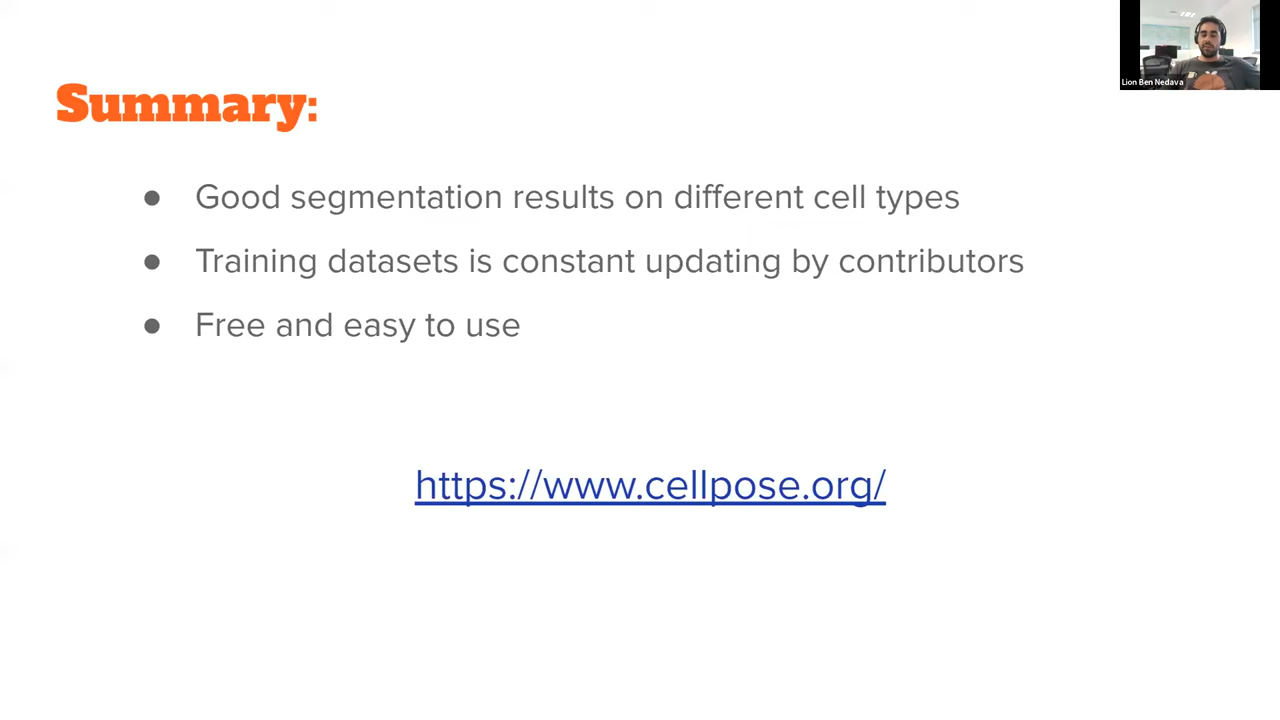 Lion Ben Nedava
Summary:
● Good segmentation results on different cell types
● Training datasets is constant updating by contributors
● Free and easy to use
https://www.cellpose.org/